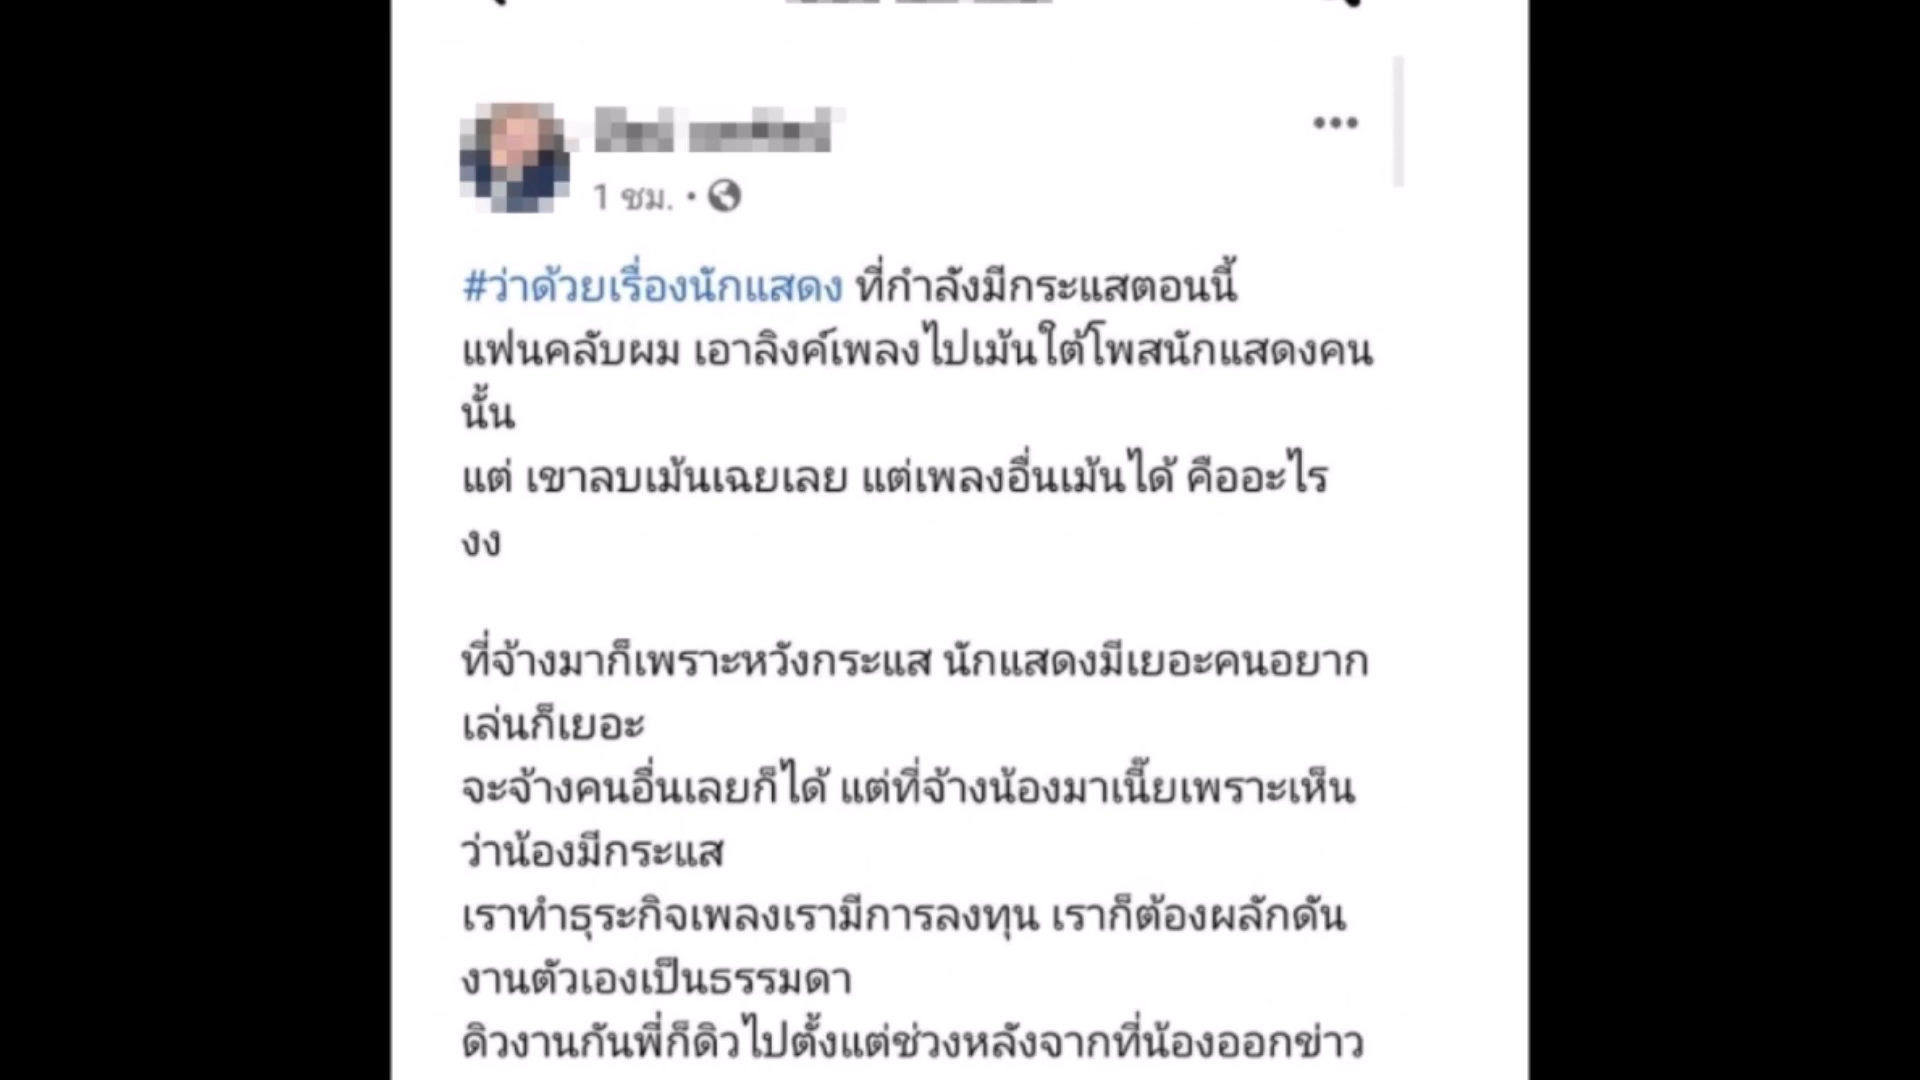 1 ชม. •
#ว่าด้วยเรื่องนักแสดง ที่กำลังมีกระแสตอนนี้
แฟนคลับผม เอาลิงค์เพลงไปเม้นใต้โพสนักแสดงคน
นั้น
แต่ เขาลบเม้นเฉยเลย แต่เพลงอื่นเม้นได้ คืออะไร
งง
ที่จ้างมาก็เพราะหวังกระแส นักแสดงมีเยอะคนอยาก
เล่นก็เยอะ
จะจ้างคนอื่นเลยก็ได้ แต่ที่จ้างน้องมาเนี๊ยเพราะเห็น
ว่าน้องมีกระแส
เราทำธุระกิจเพลงเรามีการลงทุน เราก็ต้องผลักดัน
งานตัวเองเป็นธรรมดา
ดิวงานกันพี่ก็ดิวไปตั้งแต่ช่วงหลังจากที่น้องออกข่าว